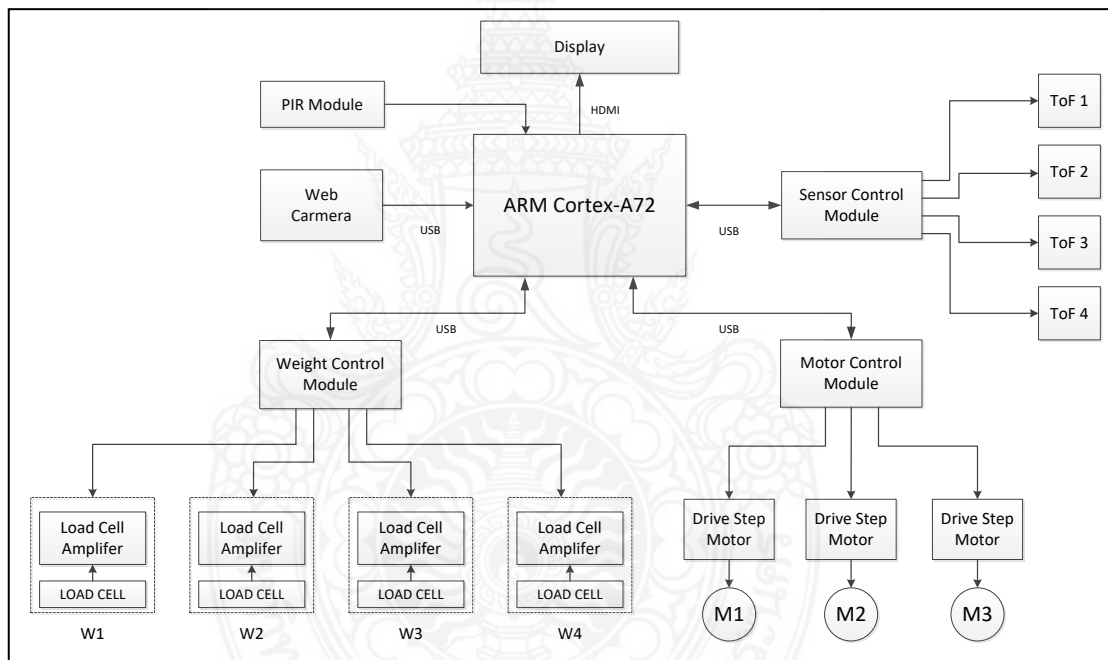 Display
PIR Module
HDMI
ToF 1
Web
Carmera
USB
ARM Cortex-A72
USB
Sensor Control
Module
ToF 2
ToF 3
ToF 4
USB
USB
Weight Control
Module
Motor Control
Module
Load Cell
Amplifer
LOAD CELL
W1
Load Cell
Amplifer
LOAD CELL
W2
Load Cell
Amplifer
LOAD CELL
W3
Load Cell
Amplifer
LOAD CELL
W4
Drive Step
Motor
M1
Drive Step
Motor
M2
Drive Step
Motor
M3